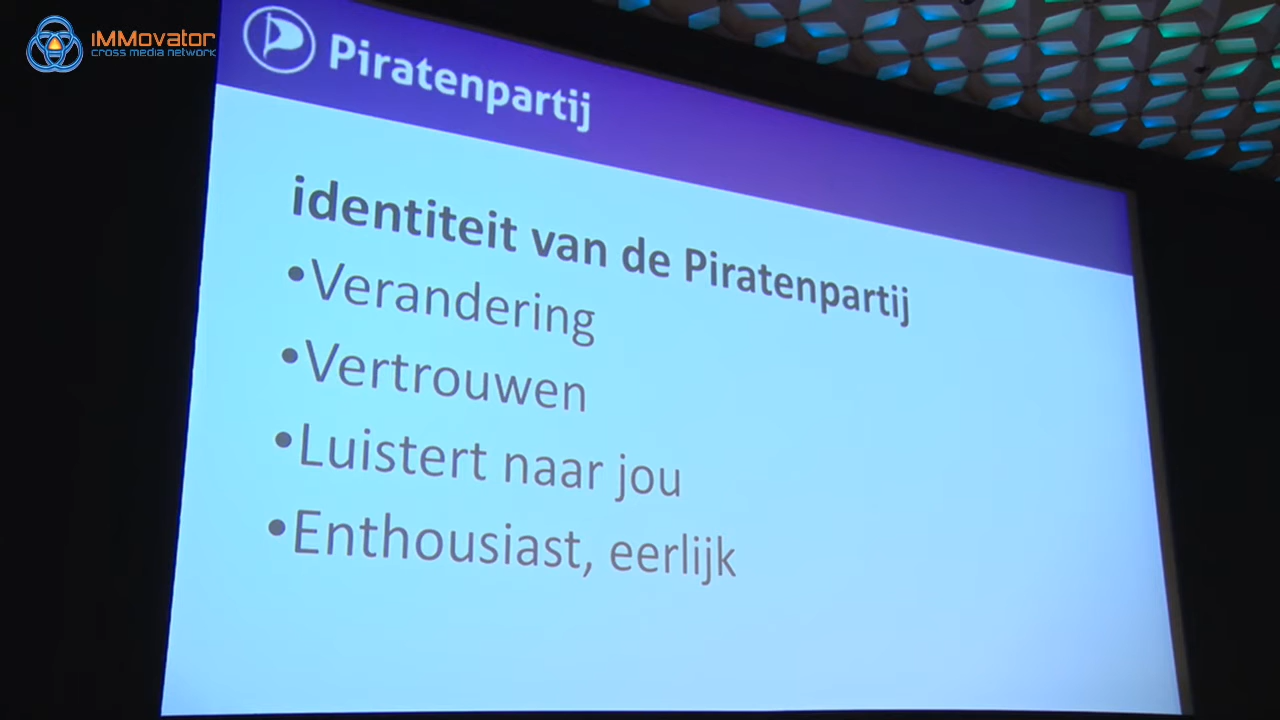 iMMovator
cross media network
Piratenpartij
identiteit van de Piratenpartij
•Verandering
•Vertrouwen
•Luistert naar jou
•Enthousiast, eerlijk